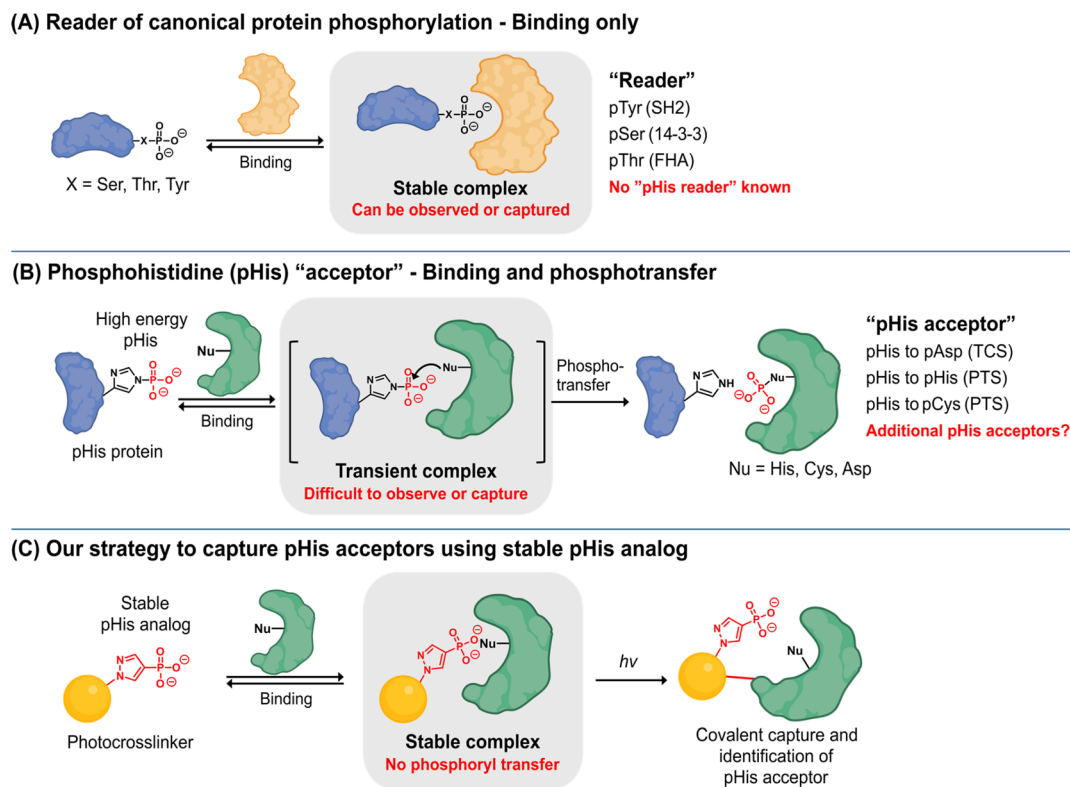 (A) Reader of canonical protein phosphorylation - Binding only
X
O
P
O
O
⊖
⊖
Binding
X = Ser, Thr, Tyr
X
O
P
O
O
⊖
⊖
Stable complex
Can be observed or captured
“Reader”
pTyr (SH2)
pSer (14-3-3)
pThr (FHA)
No ”pHis reader” known
(B) Phosphohistidine (pHis) “acceptor” - Binding and phosphotransfer
High energy
pHis
Nu
N
N
O
P
O
O
⊖
⊖
Binding
pHis protein
N
N
O
P
O
O
⊖
⊖
Nu
Transient complex
Difficult to observe or capture
Phospho-
transfer
N
NH
O
P
O
O
⊖
⊖
Nu
Nu = His, Cys, Asp
“pHis acceptor”
pHis to pAsp (TCS)
pHis to pHis (PTS)
pHis to pCys (PTS)
Additional pHis acceptors?
(C) Our strategy to capture pHis acceptors using stable pHis analog
Stable
pHis analog
Nu
N
N
O
P
O
O
⊖
⊖
Binding
Photocrosslinker
N
N
O
P
O
O
⊖
⊖
Nu
Stable complex
No phosphoryl transfer
hv
N
N
O
P
O
O
⊖
⊖
Nu
Covalent capture and
identification of
pHis acceptor